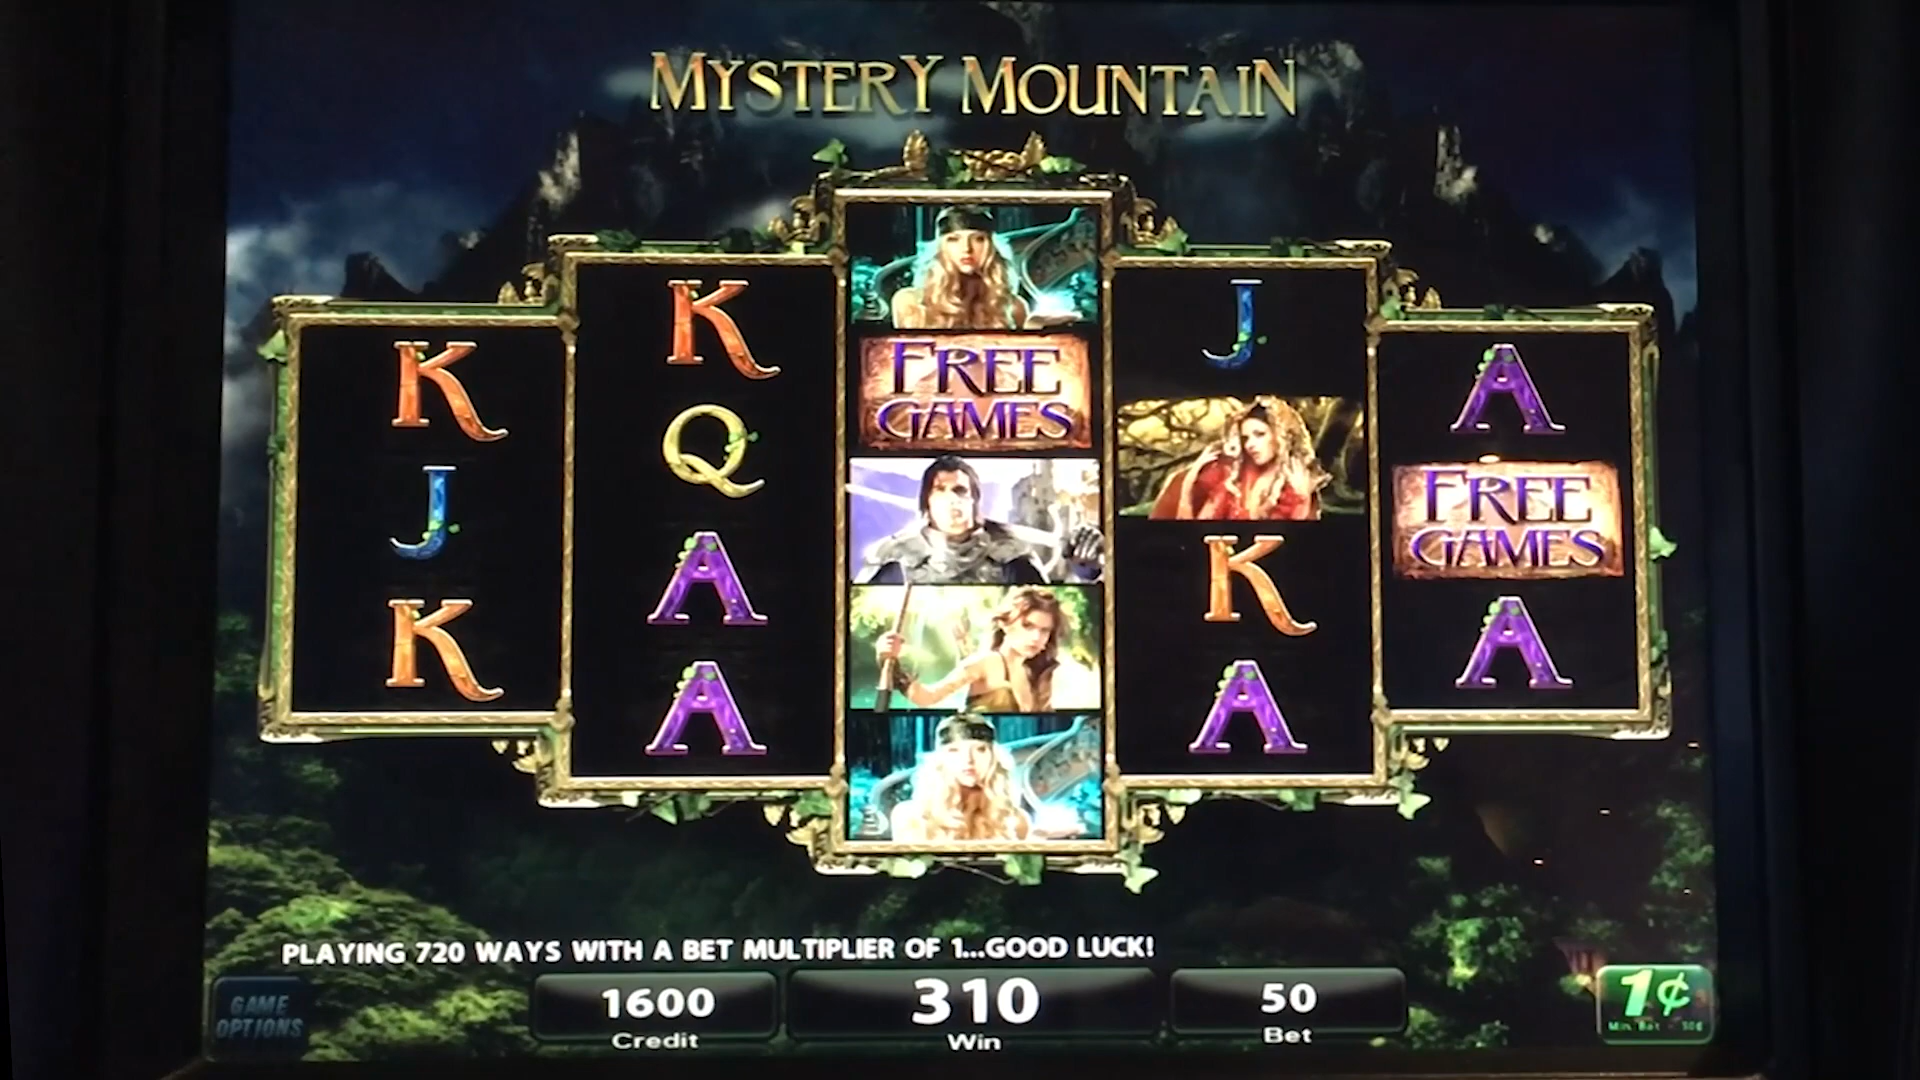 MYSTERY MOUNTAIN
K
J
K
K
Q
A
A
FREE
GAMES
J
K
A
A
FREE
GAMES
A
PLAYING 720 WAYS WITH A BET MULTIPLIER OF 1...GOOD LUCK!
GAME
OPTIONS
1600
Credit
310
Win
50
Bet
1¢